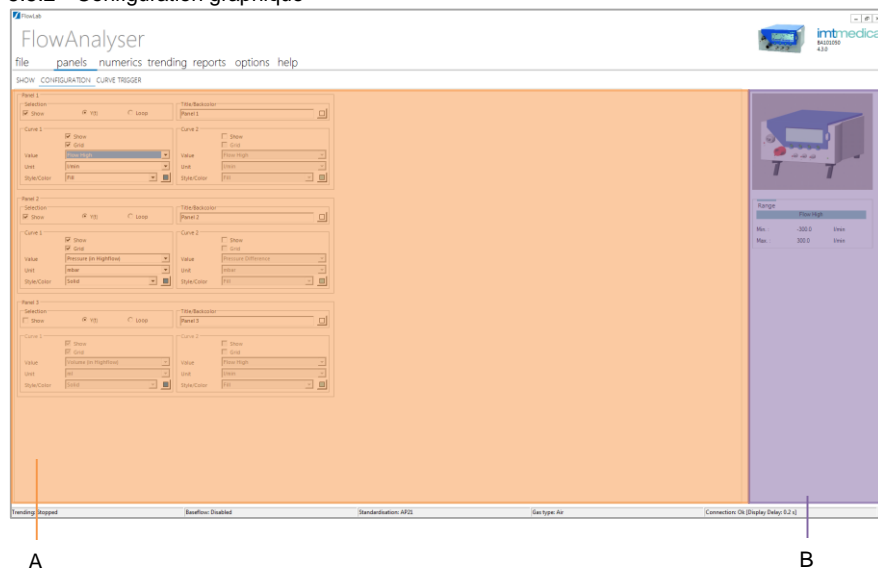 Configuration graphique
FlowLab
FlowAnalyser
imtmedica
BA101050
4.3.0
file panels numerics trending reports options help
SHOW CONFIGURATION CURVE TRIGGER
Panel 1
Selection Title/Backcolor
Show Y(t) Loop Panel 1
Curve 1 Curve 2
Show Show
Grid Grid
Value Flow High Value Flow High
Unit l/min Unit l/min
Style/Color Fill Style/Color Fill
Panel 2
Selection Title/Backcolor
Show Y(t) Loop Panel 2
Curve 1 Curve 2
Show Show
Grid Grid
Value Pressure (in Highflow) Value Pressure Difference
Unit mbar Unit mbar
Style/Color Solid Style/Color Fill
Panel 3
Selection Title/Backcolor
Show Y(t) Loop Panel 3
Curve 1 Curve 2
Show Show
Grid Grid
Value Volume (in Highflow) Value Flow High
Unit ml Unit l/min
Style/Color Solid Style/Color Fill
Range
Flow High
Min. : -300.0 l/min
Max : 300.0 l/min
Trending: Stopped Baseflow: Disabled Standardisation: AP21 Gas type: Air Connection: Ok [Display Delay: 0.2 s]
A B